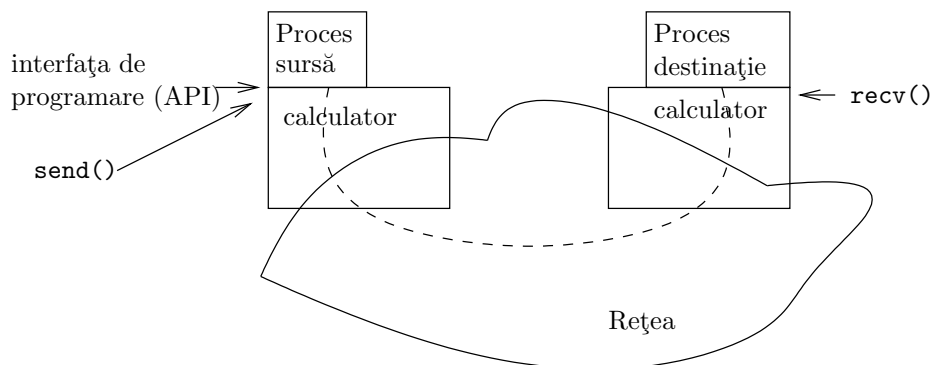 interfaţa de
programare (API)
send()
Proces
sursă
calculator
Proces
destinaţie
calculator
recv()
Reţea